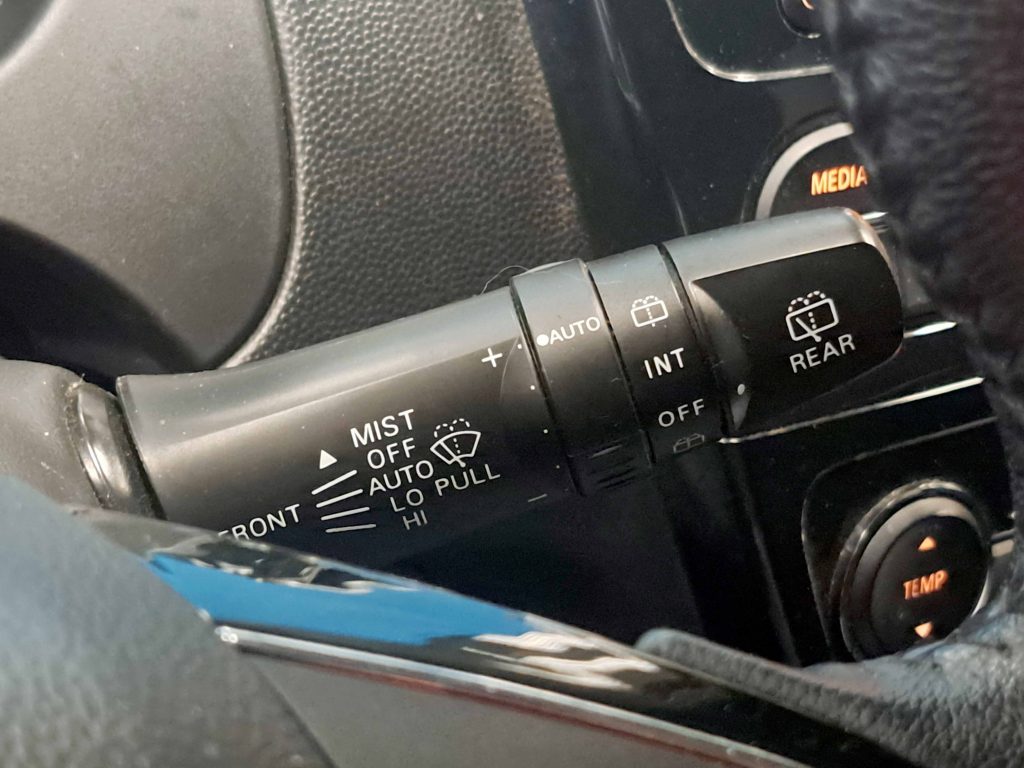 MEDIA
AUTO
INT
OFF
REAR
MIST
OFF
AUTO
LO PULL
HI
FRONT
TEMP